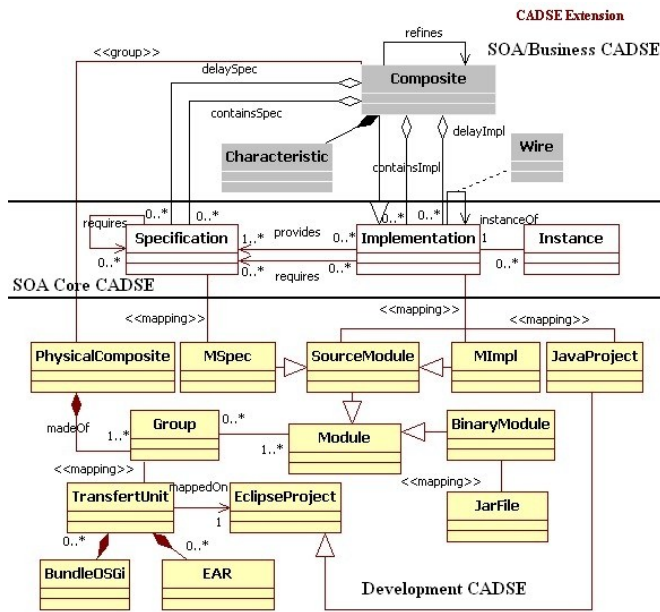 CADSE Extension
<<group>>
refines
SOA/Business CADSE
delaySpec
Composite
containsSpec
delayImpl
Characteristic
Wire
containsImpl
requires
0..*
0..*
0..*
0..*
instanceOf
Specification
1..*
provides
0..*
Implementation
1
Instance
0..*
0..*
requires
0..*
0..*
SOA Core CADSE
<<mapping>>
<<mapping>>
<<mapping>>
PhysicalComposite
MSpec
SourceModule
MImpl
JavaProject
madeOf
1..*
Group
0..*
1..*
Module
BinaryModule
<<mapping>>
<<mapping>>
TransfertUnit
mappedOn
1
EclipseProject
JarFile
0..*
0..*
BundleOSGi
EAR
Development CADSE